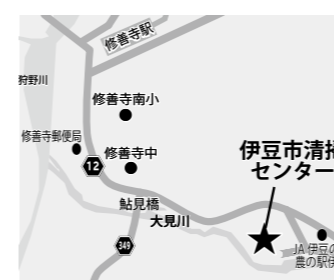 修善寺駅
狩野川
修善寺南小
修善寺郵便局
修善寺中
12
伊豆市清掃
センター
鮎見橋
大見川
349
JA 伊豆の
農の駅伊